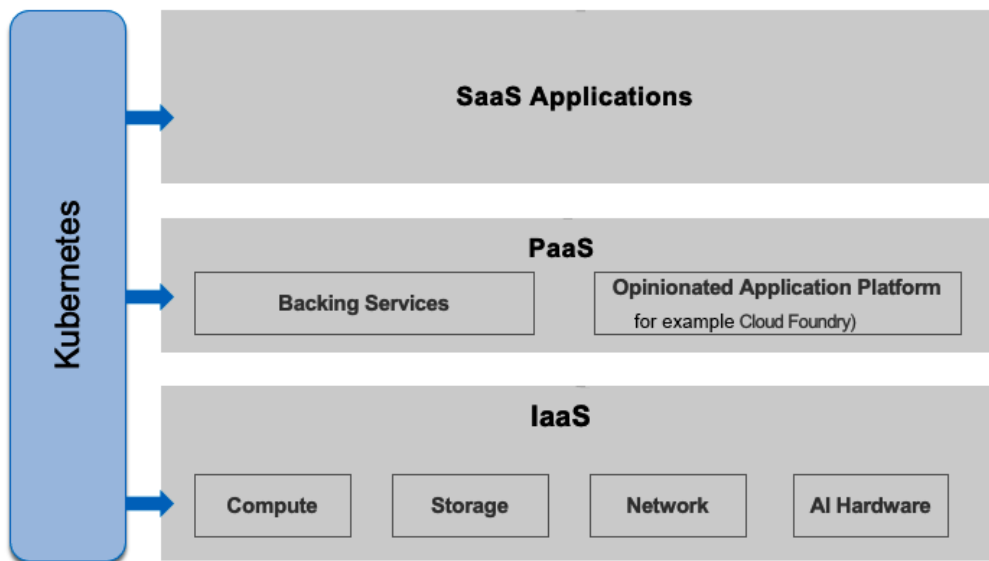 Kubernetes
SaaS Applications
PaaS
Backing Services
Opinionated Application Platform
for example Cloud Foundry)
IaaS
Compute
Storage
Network
AI Hardware